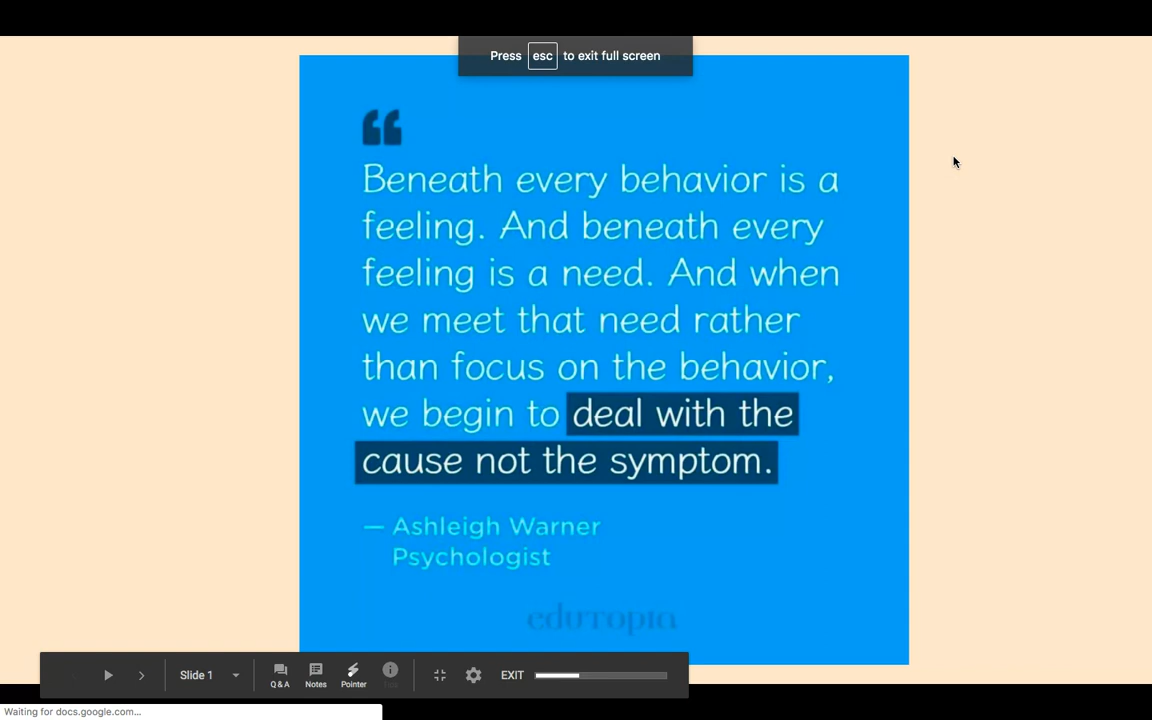 Press esc to exit full screen
“
Beneath every behavior is a
feeling. And beneath every
feeling is a need. And when
we meet that need rather
than focus on the behavior,
we begin to deal with the
cause not the symptom.
— Ashleigh Warner
Psychologist
edutopia
Slide 1
Q&A
Notes
Pointer
EXIT
Waiting for docs.google.com...